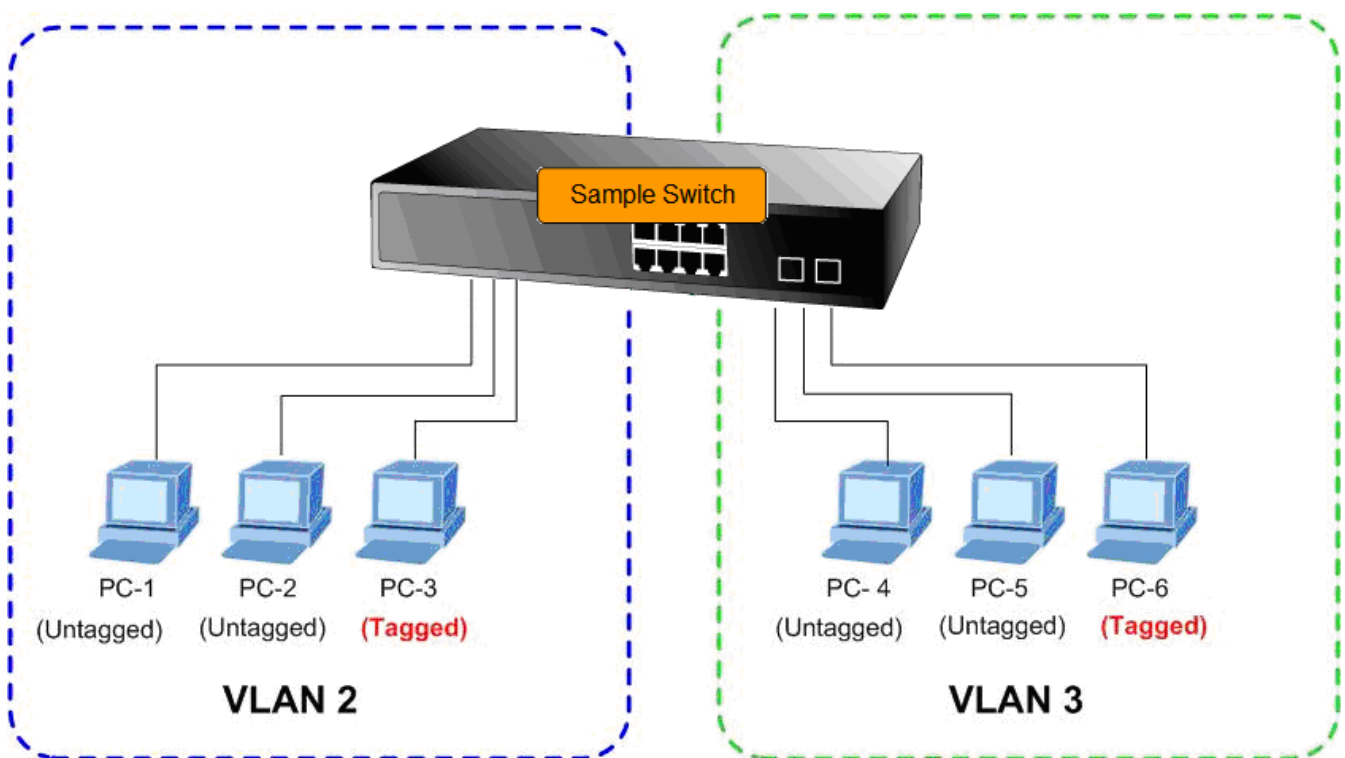 Sample Switch
PC-1
PC-2
PC-3
(Untagged)
(Untagged)
(Tagged)
VLAN 2
PC- 4
PC-5
PC-6
(Untagged)
(Untagged)
(Tagged)
VLAN 3